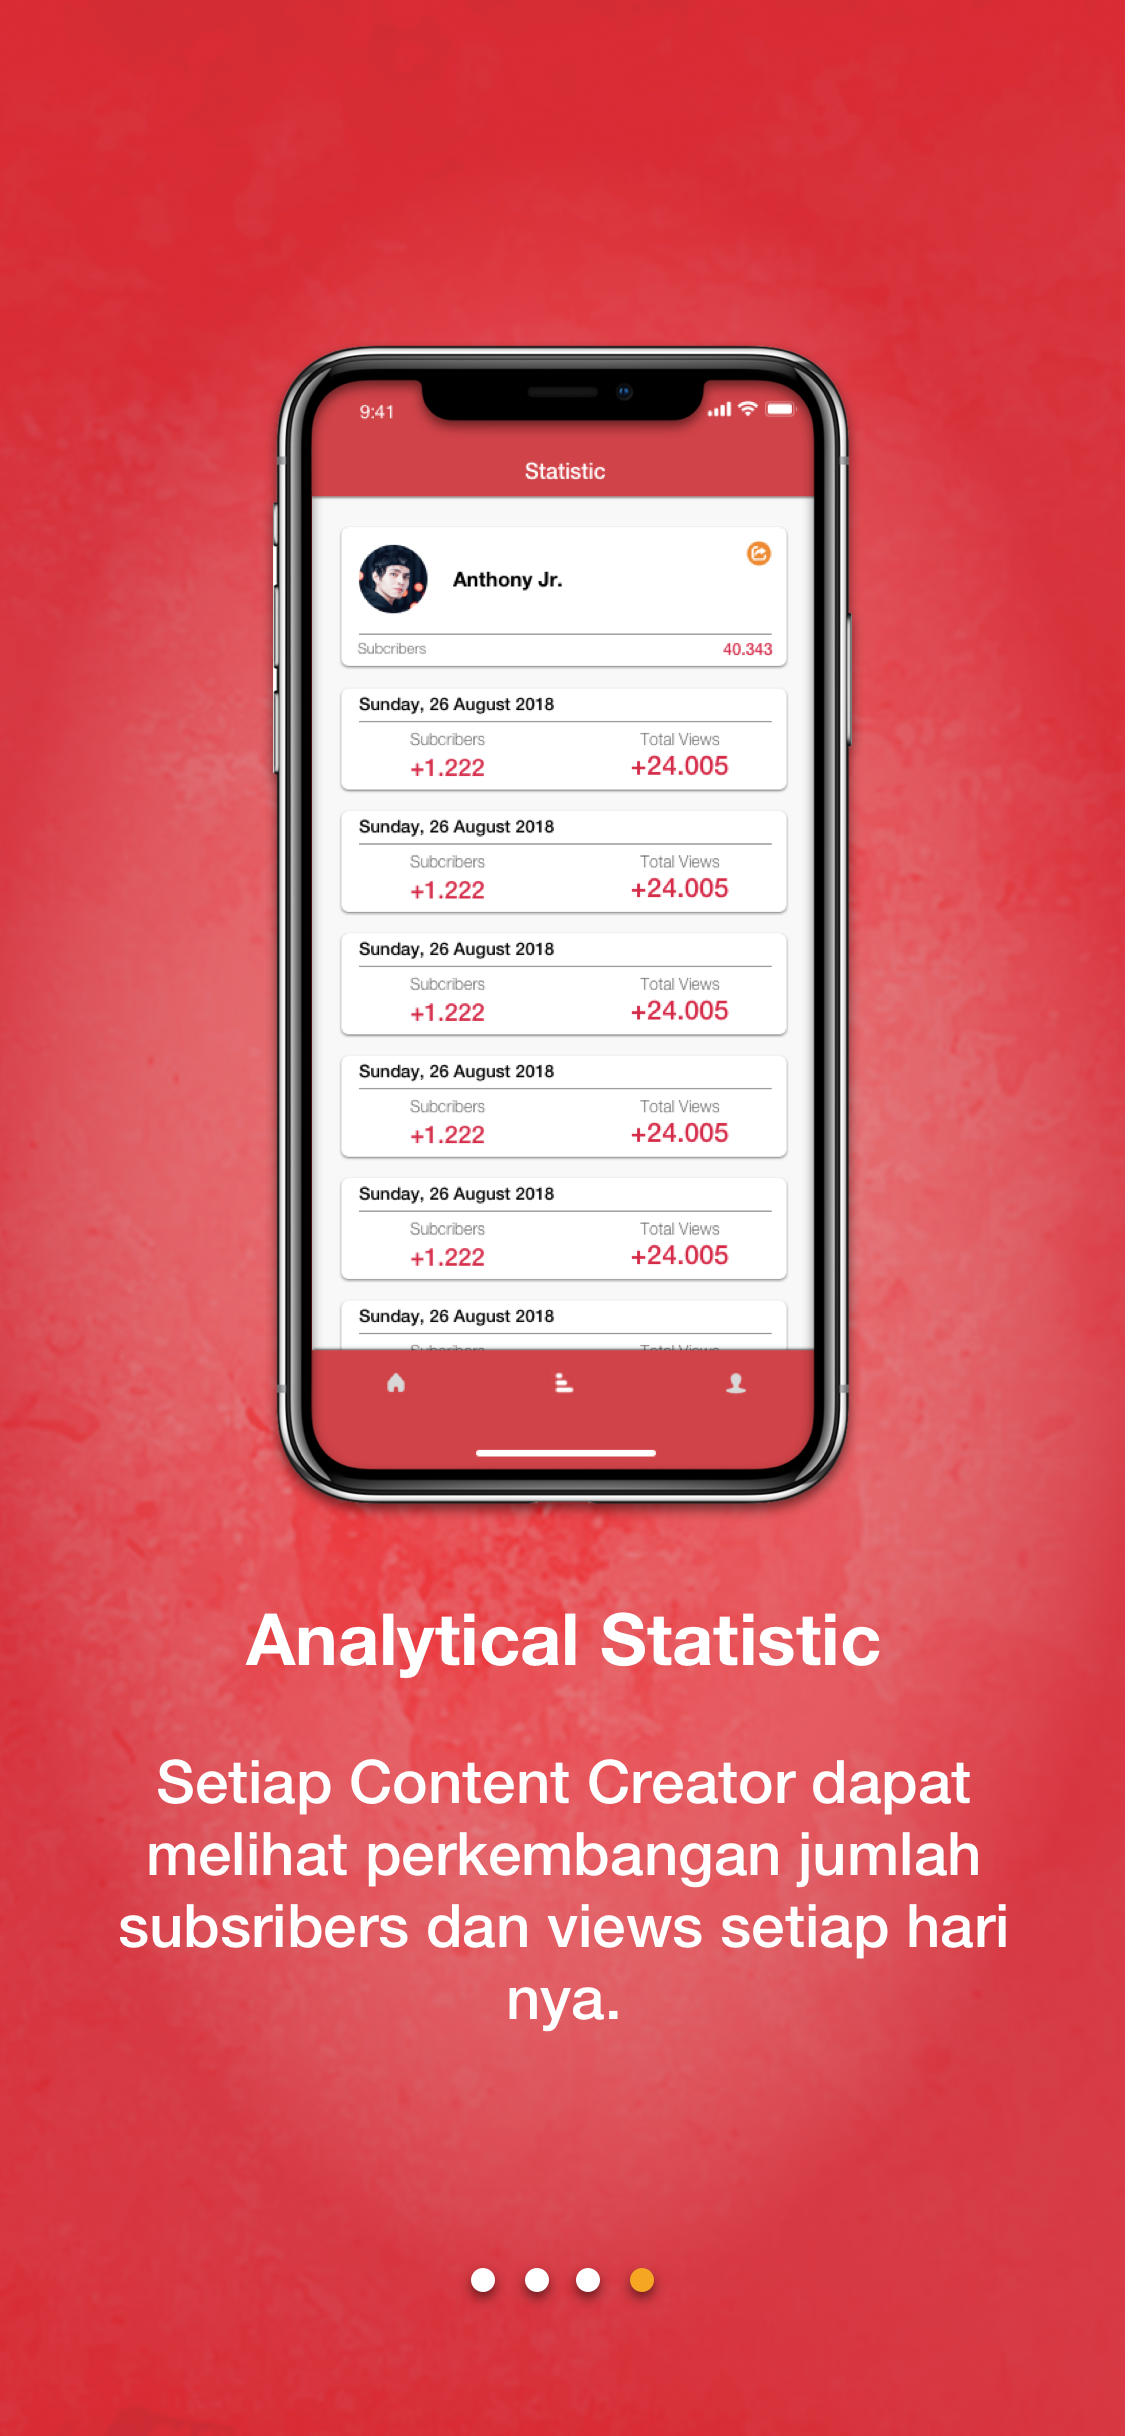 9:41
Statistic
Anthony Jr.
Subcribers 40.343
Sunday, 26 August 2018
Subcribers Total Views
+1.222 +24.005
Sunday, 26 August 2018
Subcribers Total Views
+1.222 +24.005
Sunday, 26 August 2018
Subcribers Total Views
+1.222 +24.005
Sunday, 26 August 2018
Subcribers Total Views
+1.222 +24.005
Sunday, 26 August 2018
Subcribers Total Views
+1.222 +24.005
Sunday, 26 August 2018
Subcribers Total Views
Analytical Statistic
Setiap Content Creator dapat
melihat perkembangan jumlah
subsribers dan views setiap hari
nya.